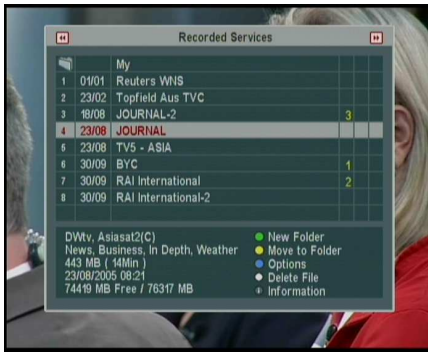 Recorded Services
My
1 01/01 Reuters WNS
2 23/02 Topfield Aus TVC
3 18/08 JOURNAL-2 3
4 23/08 JOURNAL
5 23/08 TV5 - ASIA
6 30/09 BYC 1
7 30/09 RAI International 2
8 30/09 RAI International-2
DWtv, Asiasat2(C)
News, Business, In Depth, Weather
443 MB ( 14Min )
23/08/2005 08:21
74419 MB Free / 76317 MB
New Folder
Move to Folder
Options
Delete File
Information